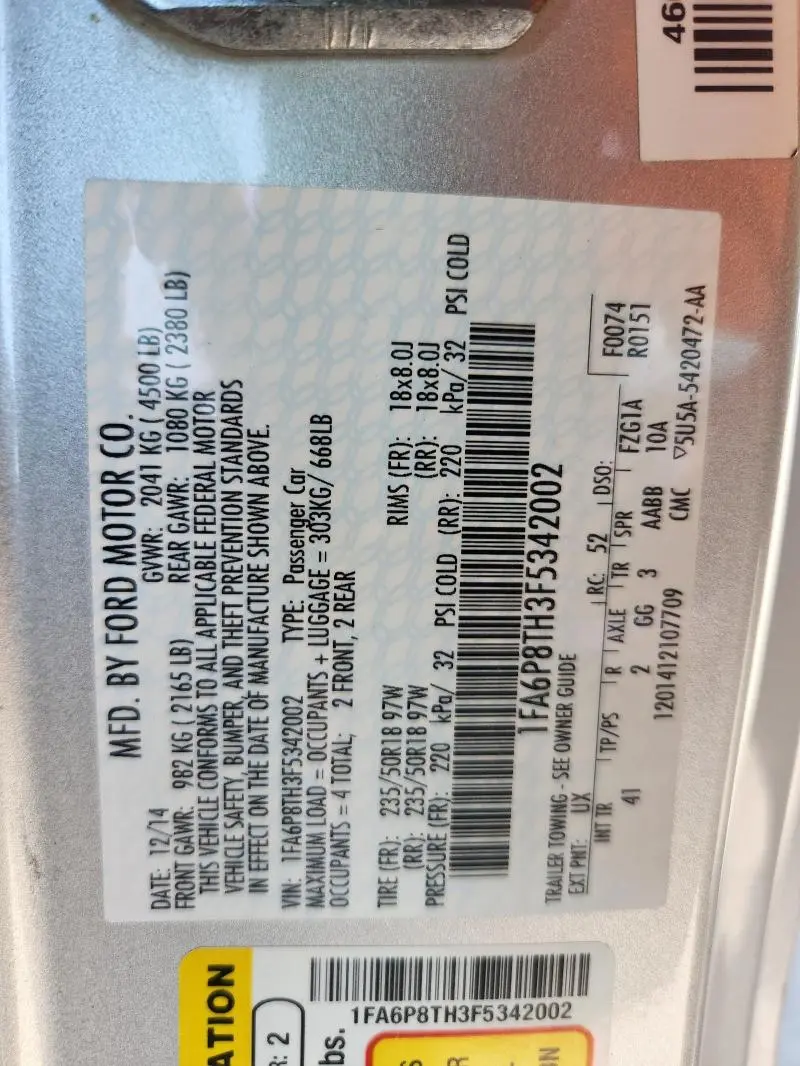 MFD. BY FORD MOTOR CO.
DATE: 12/14 GVWR: 2041 KG ( 4500 LB)
FRONT GAWR: 982 KG ( 2165 LB) REAR GAWR: 1080 KG ( 2380 LB)
THIS VEHICLE CONFORMS TO ALL APPLICABLE FEDERAL MOTOR
VEHICLE SAFETY, BUMPER, AND THEFT PREVENTION STANDARDS
IN EFFECT ON THE DATE OF MANUFACTURE SHOWN ABOVE.
VIN: 1FA6P8TH3F5342002 TYPE: Passenger Car
MAXIMUM LOAD = OCCUPANTS + LUGGAGE = 303KG/ 668LB
OCCUPANTS = 4 TOTAL; 2 FRONT, 2 REAR
TIRE (FR): 235/50R18 97W RIMS (FR): 18x8.0J
(RR): 235/50R18 97W (RR): 18x8.0J
PRESSURE (FR): 220 kPa/ 32 PSI COLD (RR): 220 kPa/ 32 PSI COLD
1FA6P8TH3F5342002
TRAILER TOWING - SEE OWNER GUIDE
EXT PNT: UX RC: 52 DSO: F0074
INT TR TP/PS R AXLE TR SPR FZG1A R0151
41 2 GG 3 AABB 10A
1201412107709 CMC ▽5U5A-5420472-AA
ATION
R: 2
bs.
1FA6P8TH3F5342002
46